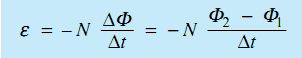 ε = − N ΔΦ/Δt = − N (Φ₂ − Φ₁)/Δt